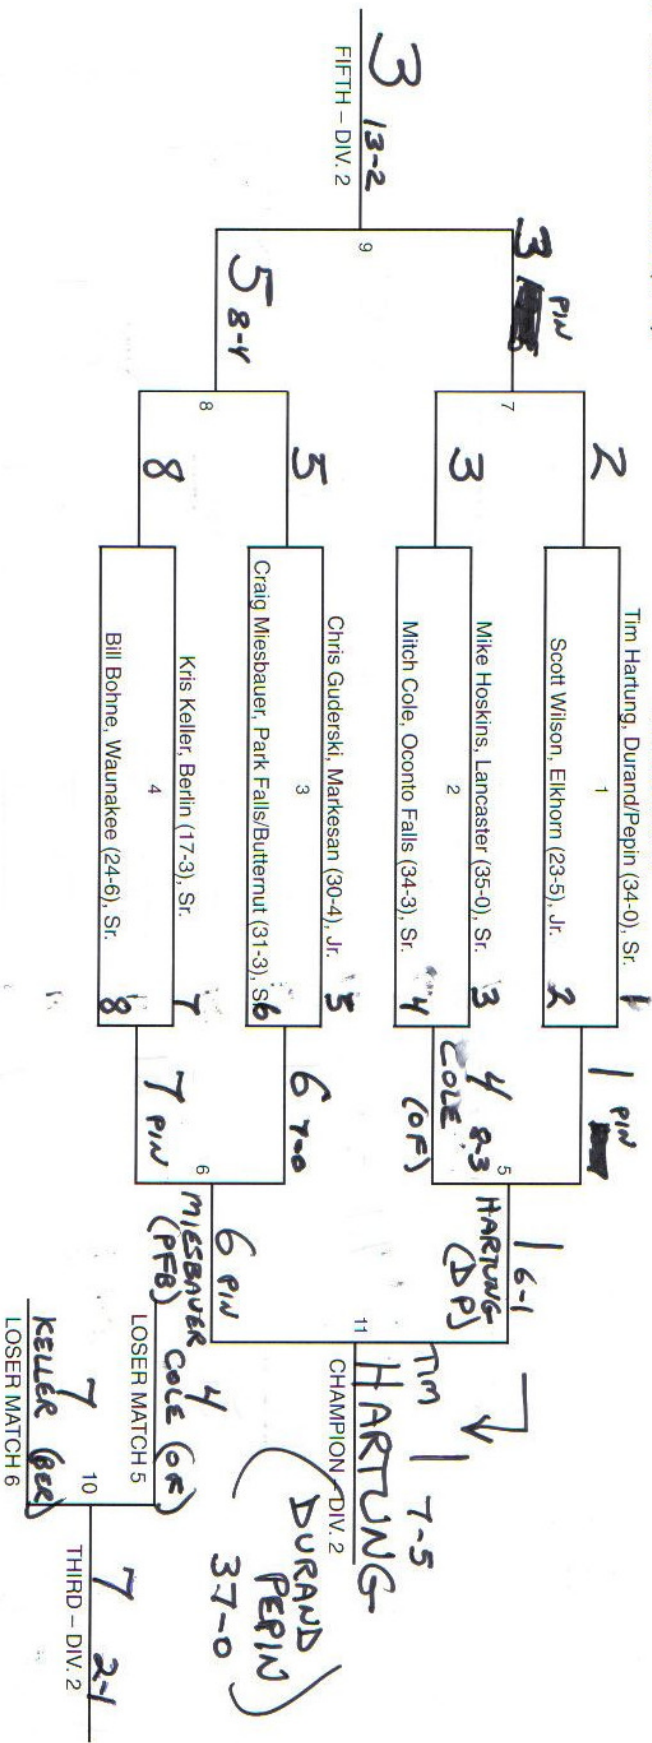 Tim Hartung, Durand/Pepin (34-0), Sr. 1
1
Scott Wilson, Elkhorn (23-5), Jr. 2
Mike Hoskins, Lancaster (35-0), Sr. 3
2
Mitch Cole, Oconto Falls (34-3), Sr. 4
Chris Guderski, Markesan (30-4), Jr. 5
3
Craig Miesbauer, Park Falls/Butternut (31-3), S 6
Kris Keller, Berlin (17-3), Sr. 7
4
Bill Bohne, Waunakee (24-6), Sr. 8
2
3
5
8
7
3 PIN
8
5 8-4
9
3 13-2
FIFTH – DIV. 2
1 PIN
4 8-3
COLE (OF)
6 7-0
7 PIN
5
1 6-1
HARTUNG
(DP)
6
6 PIN
MIESBAUER
(PFB)
11
TIM 1 7-5
HARTUNG
CHAMPION – DIV. 2
(DURAND
PEPIN)
37-0
4
COLE (OF)
LOSER MATCH 5
7
KELLER (BER)
LOSER MATCH 6
10
7 2-1
THIRD – DIV. 2